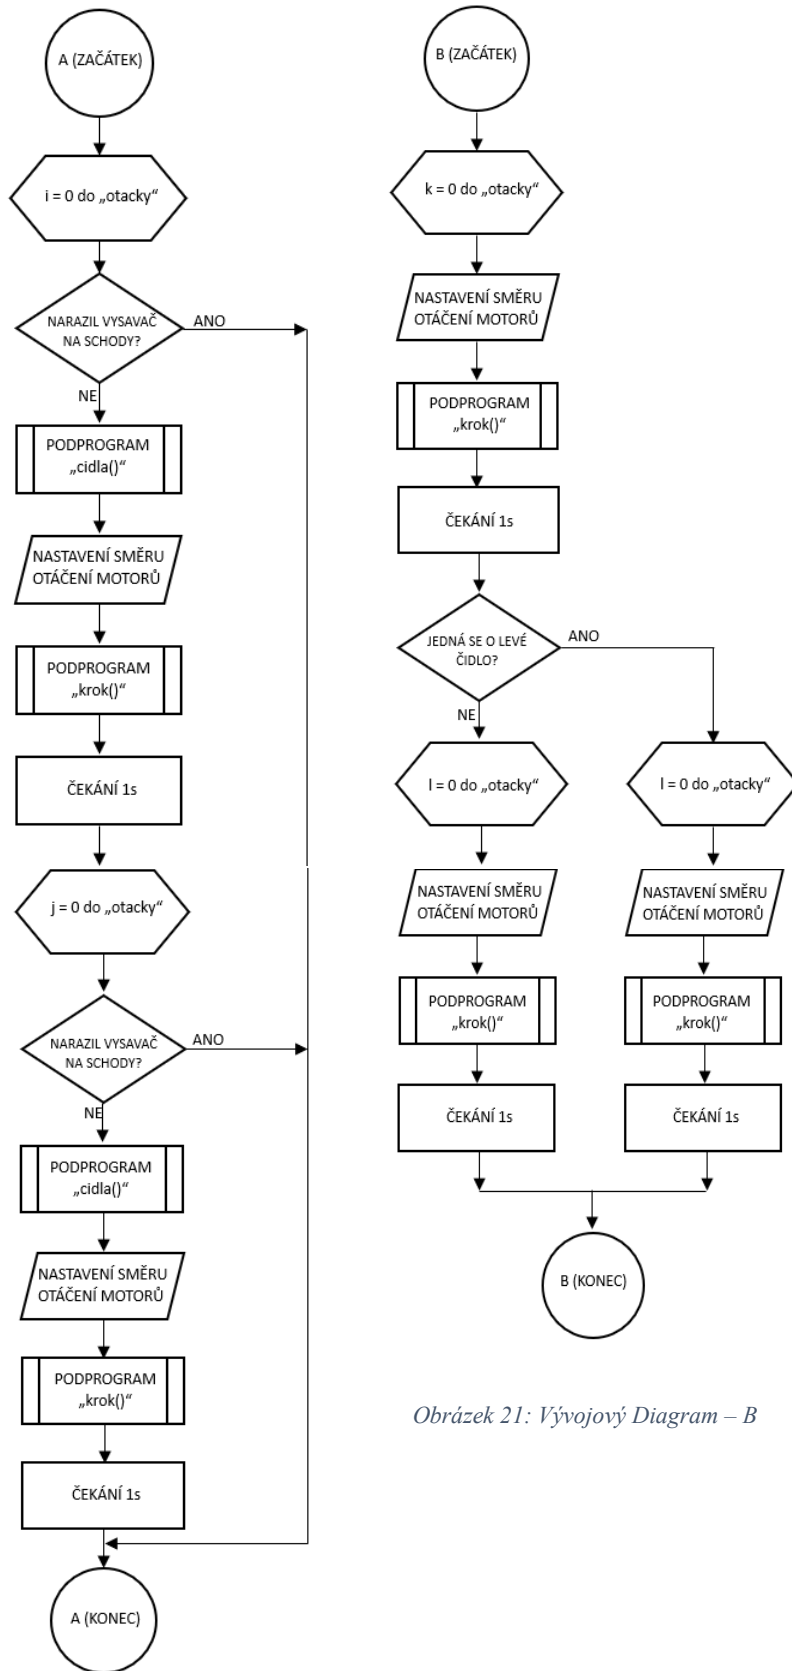 A (ZAČÁTEK)
i = 0 do „otacky“
NARAZIL VYSAVAČ
NA SCHODY?
ANO
NE
PODPROGRAM
„cidla()“
NASTAVENÍ SMĚRU
OTÁČENÍ MOTORŮ
PODPROGRAM
„krok()“
ČEKÁNÍ 1s
j = 0 do „otacky“
NARAZIL VYSAVAČ
NA SCHODY?
ANO
NE
PODPROGRAM
„cidla()“
NASTAVENÍ SMĚRU
OTÁČENÍ MOTORŮ
PODPROGRAM
„krok()“
ČEKÁNÍ 1s
A (KONEC)
B (ZAČÁTEK)
k = 0 do „otacky“
NASTAVENÍ SMĚRU
OTÁČENÍ MOTORŮ
PODPROGRAM
„krok()“
ČEKÁNÍ 1s
JEDNÁ SE O LEVÉ
ČIDLO?
ANO
NE
l = 0 do „otacky“
NASTAVENÍ SMĚRU
OTÁČENÍ MOTORŮ
PODPROGRAM
„krok()“
ČEKÁNÍ 1s
l = 0 do „otacky“
NASTAVENÍ SMĚRU
OTÁČENÍ MOTORŮ
PODPROGRAM
„krok()“
ČEKÁNÍ 1s
B (KONEC)
Obrázek 21: Vývojový Diagram – B